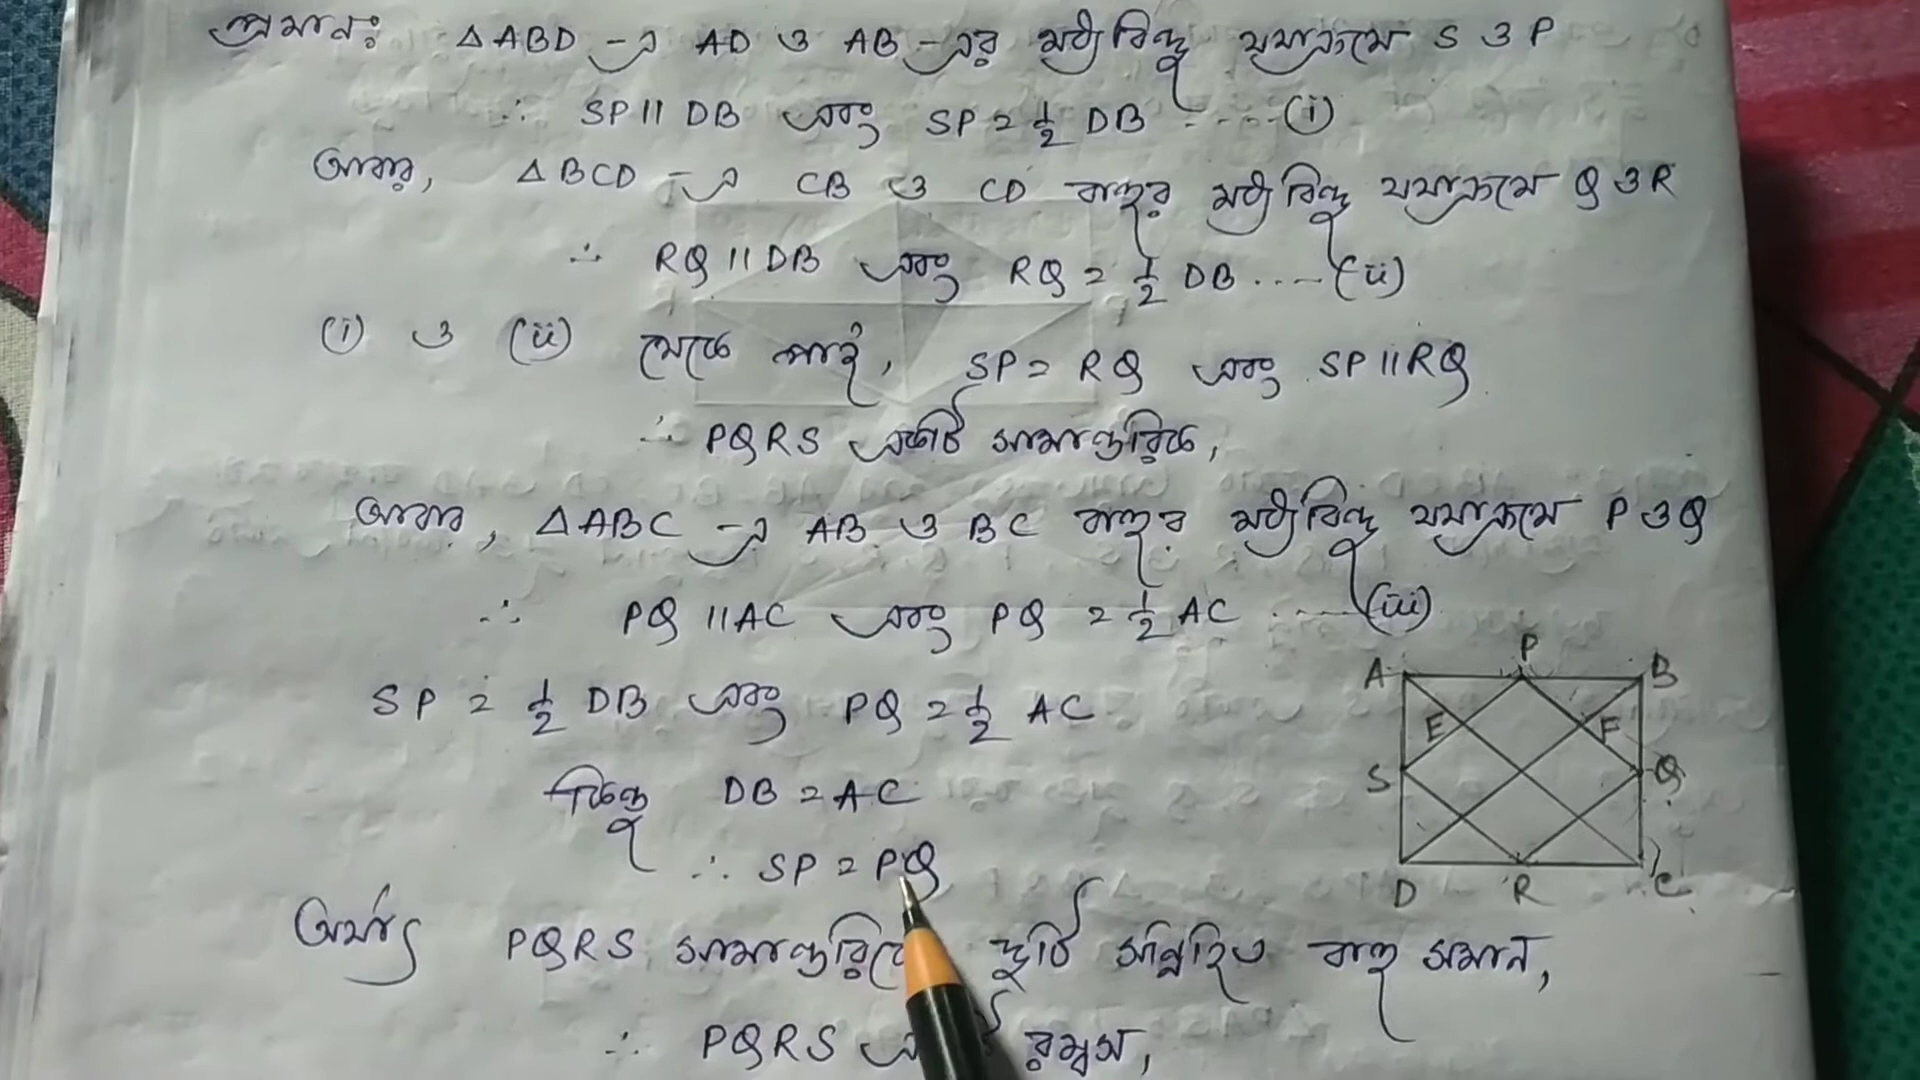 প্রমাণঃ ΔABD -এ AD ও AB -এর মধ্যবিন্দু যথাক্রমে S ও P
∴ SP॥DB এবং SP = ½ DB ----(i)
আবার, ΔBCD -এ CB ও CD বাহুর মধ্যবিন্দু যথাক্রমে Q ও R
∴ RQ॥DB এবং RQ = ½ DB ....(ii)
(i) ও (ii) থেকে পাই, SP = RQ এবং SP॥RQ
∴ PQRS একটি সামান্তরিক,
আবার, ΔABC -এ AB ও BC বাহুর মধ্যবিন্দু যথাক্রমে P ও Q
∴ PQ॥AC এবং PQ = ½ AC ----(iii)
SP = ½ DB এবং PQ = ½ AC
কিন্তু DB = AC
∴ SP = PQ
অর্থাৎ PQRS দুটি সন্নিহিত বাহু সমান,
∴ PQRS রম্বস,
P
A B
E F
S Q
D R C